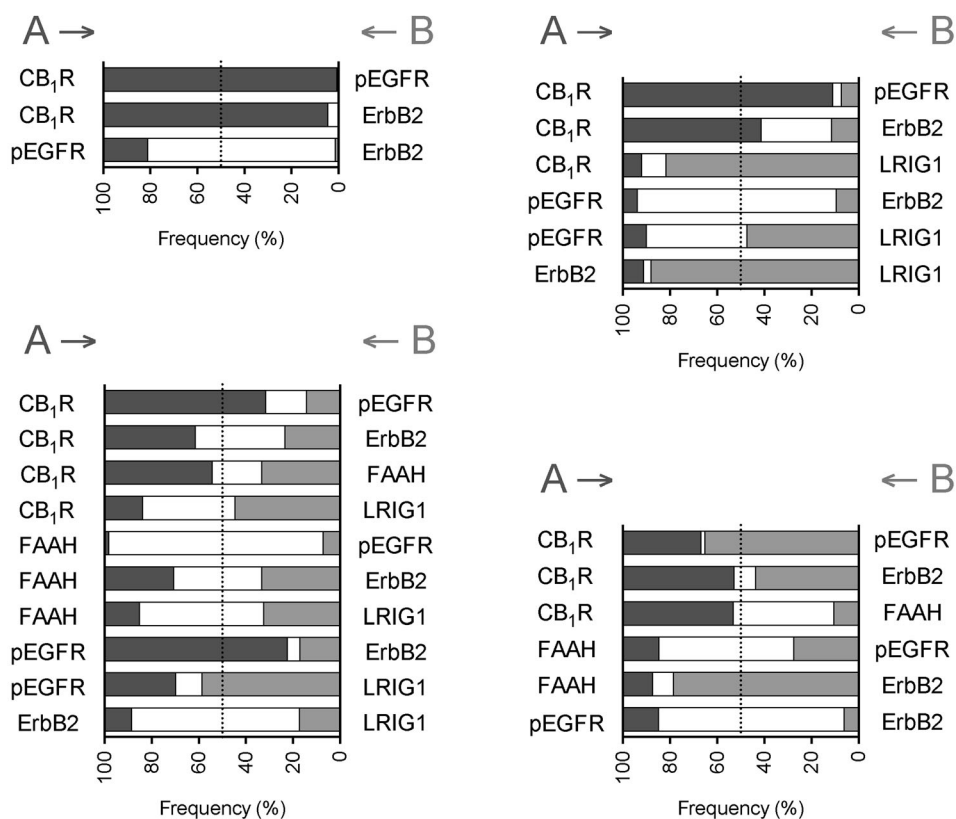 A → ← B
CB₁R pEGFR
CB₁R ErbB2
pEGFR ErbB2
100 80 60 40 20 0
Frequency (%)
A → ← B
CB₁R pEGFR
CB₁R ErbB2
CB₁R LRIG1
pEGFR ErbB2
pEGFR LRIG1
ErbB2 LRIG1
100 80 60 40 20 0
Frequency (%)
A → ← B
CB₁R pEGFR
CB₁R ErbB2
CB₁R FAAH
CB₁R LRIG1
FAAH pEGFR
FAAH ErbB2
FAAH LRIG1
pEGFR ErbB2
pEGFR LRIG1
ErbB2 LRIG1
100 80 60 40 20 0
Frequency (%)
A → ← B
CB₁R pEGFR
CB₁R ErbB2
CB₁R FAAH
FAAH pEGFR
FAAH ErbB2
pEGFR ErbB2
100 80 60 40 20 0
Frequency (%)